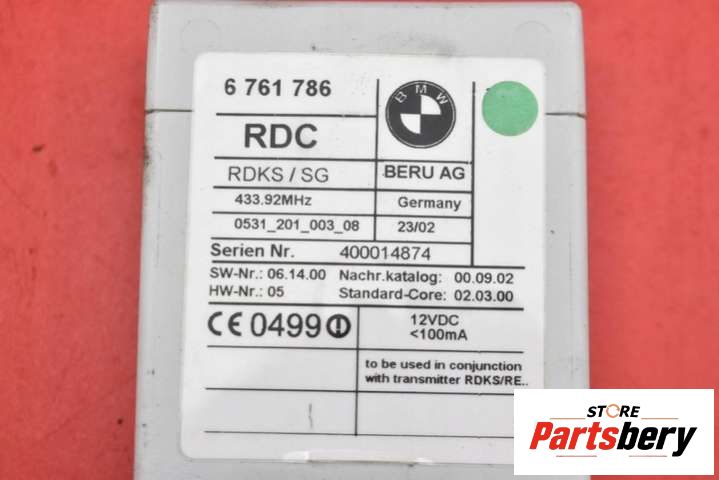 6 761 786
BMW
RDC
RDKS / SG
BERU AG
433.92MHz
Germany
0531_201_003_08
23/02
Serien Nr. 400014874
SW-Nr.: 06.14.00 Nachr.katalog: 00.09.02
HW-Nr.: 05 Standard-Core: 02.03.00
CE 0499
12VDC
<100mA
to be used in conjunction
with transmitter RDKS/RE..
STORE
Partsbery